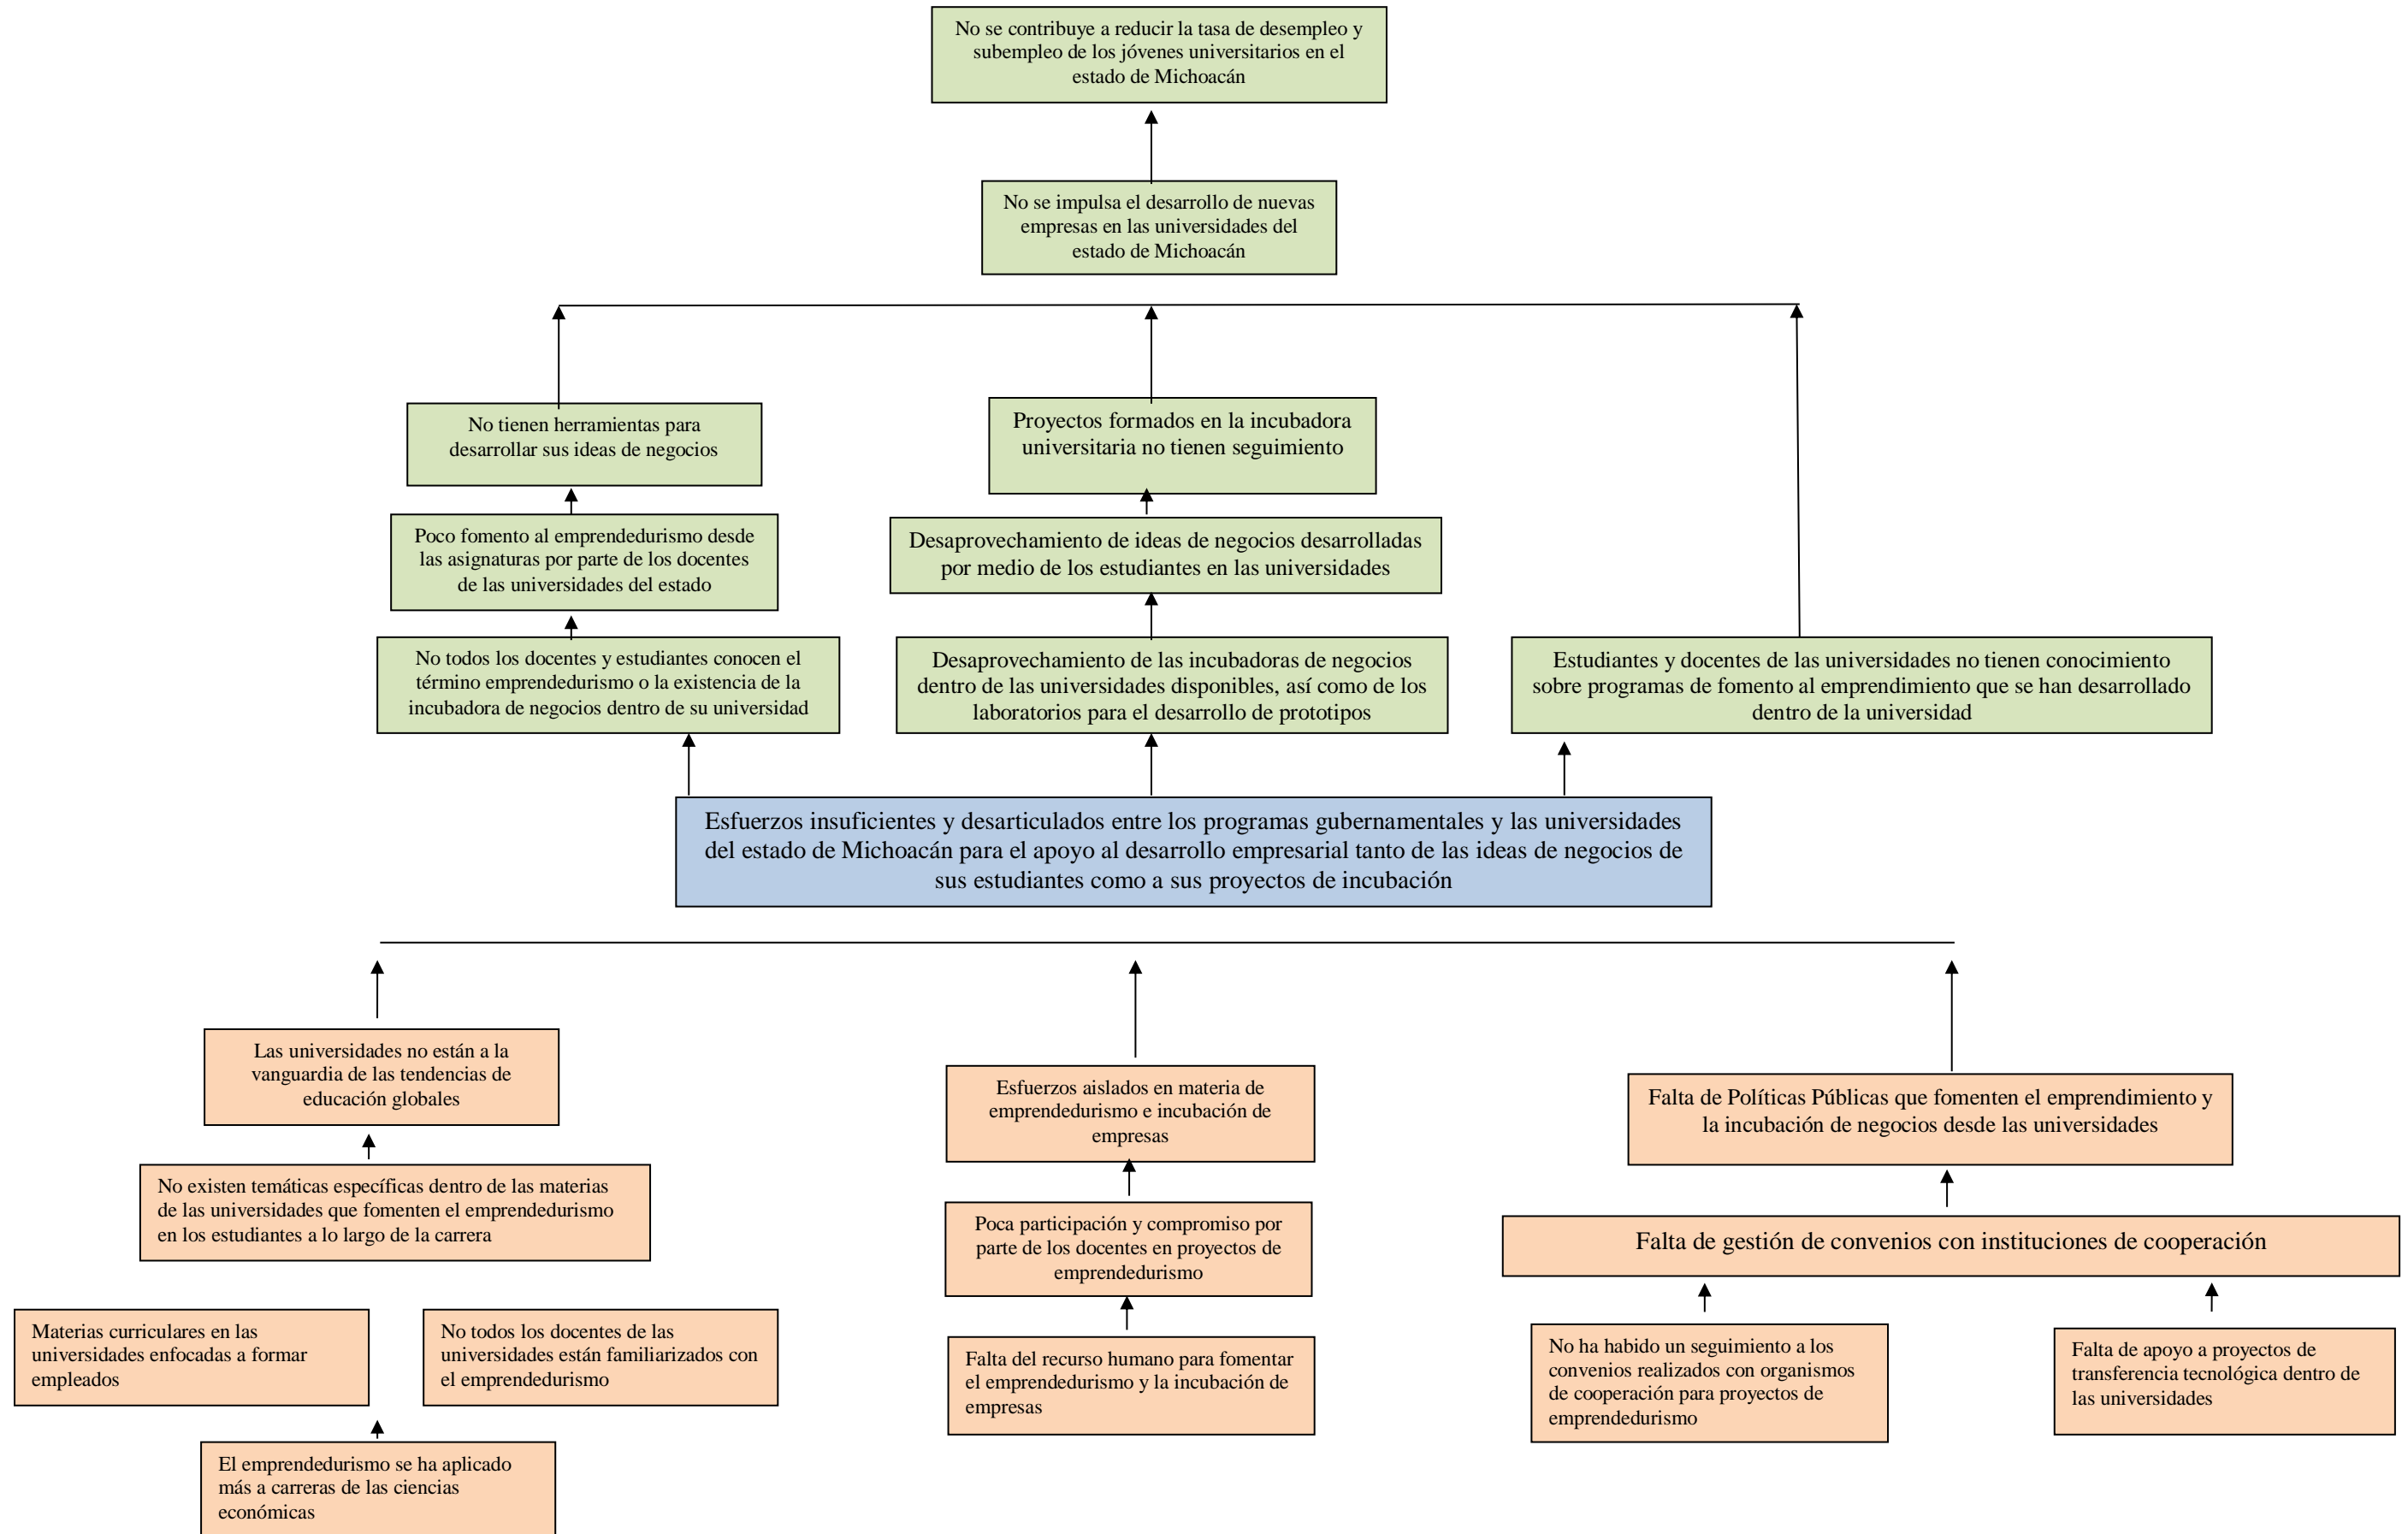 No se contribuye a reducir la tasa de desempleo y
subempleo de los jóvenes universitarios en el
estado de Michoacán
No se impulsa el desarrollo de nuevas
empresas en las universidades del
estado de Michoacán
No tienen herramientas para
desarrollar sus ideas de negocios
Proyectos formados en la incubadora
universitaria no tienen seguimiento
Poco fomento al emprendedurismo desde
las asignaturas por parte de los docentes
de las universidades del estado
Desaprovechamiento de ideas de negocios desarrolladas
por medio de los estudiantes en las universidades
No todos los docentes y estudiantes conocen el
término emprendedurismo o la existencia de la
incubadora de negocios dentro de su universidad
Desaprovechamiento de las incubadoras de negocios
dentro de las universidades disponibles, así como de los
laboratorios para el desarrollo de prototipos
Estudiantes y docentes de las universidades no tienen conocimiento
sobre programas de fomento al emprendimiento que se han desarrollado
dentro de la universidad
Esfuerzos insuficientes y desarticulados entre los programas gubernamentales y las universidades
del estado de Michoacán para el apoyo al desarrollo empresarial tanto de las ideas de negocios de
sus estudiantes como a sus proyectos de incubación
Las universidades no están a la
vanguardia de las tendencias de
educación globales
Esfuerzos aislados en materia de
emprendedurismo e incubación de
empresas
Falta de Políticas Públicas que fomenten el emprendimiento y
la incubación de negocios desde las universidades
No existen temáticas específicas dentro de las materias
de las universidades que fomenten el emprendedurismo
en los estudiantes a lo largo de la carrera
Poca participación y compromiso por
parte de los docentes en proyectos de
emprendedurismo
Falta de gestión de convenios con instituciones de cooperación
Materias curriculares en las
universidades enfocadas a formar
empleados
No todos los docentes de las
universidades están familiarizados con
el emprendedurismo
Falta del recurso humano para fomentar
el emprendedurismo y la incubación de
empresas
No ha habido un seguimiento a los
convenios realizados con organismos
de cooperación para proyectos de
emprendedurismo
Falta de apoyo a proyectos de
transferencia tecnológica dentro de
las universidades
El emprendedurismo se ha aplicado
más a carreras de las ciencias
económicas